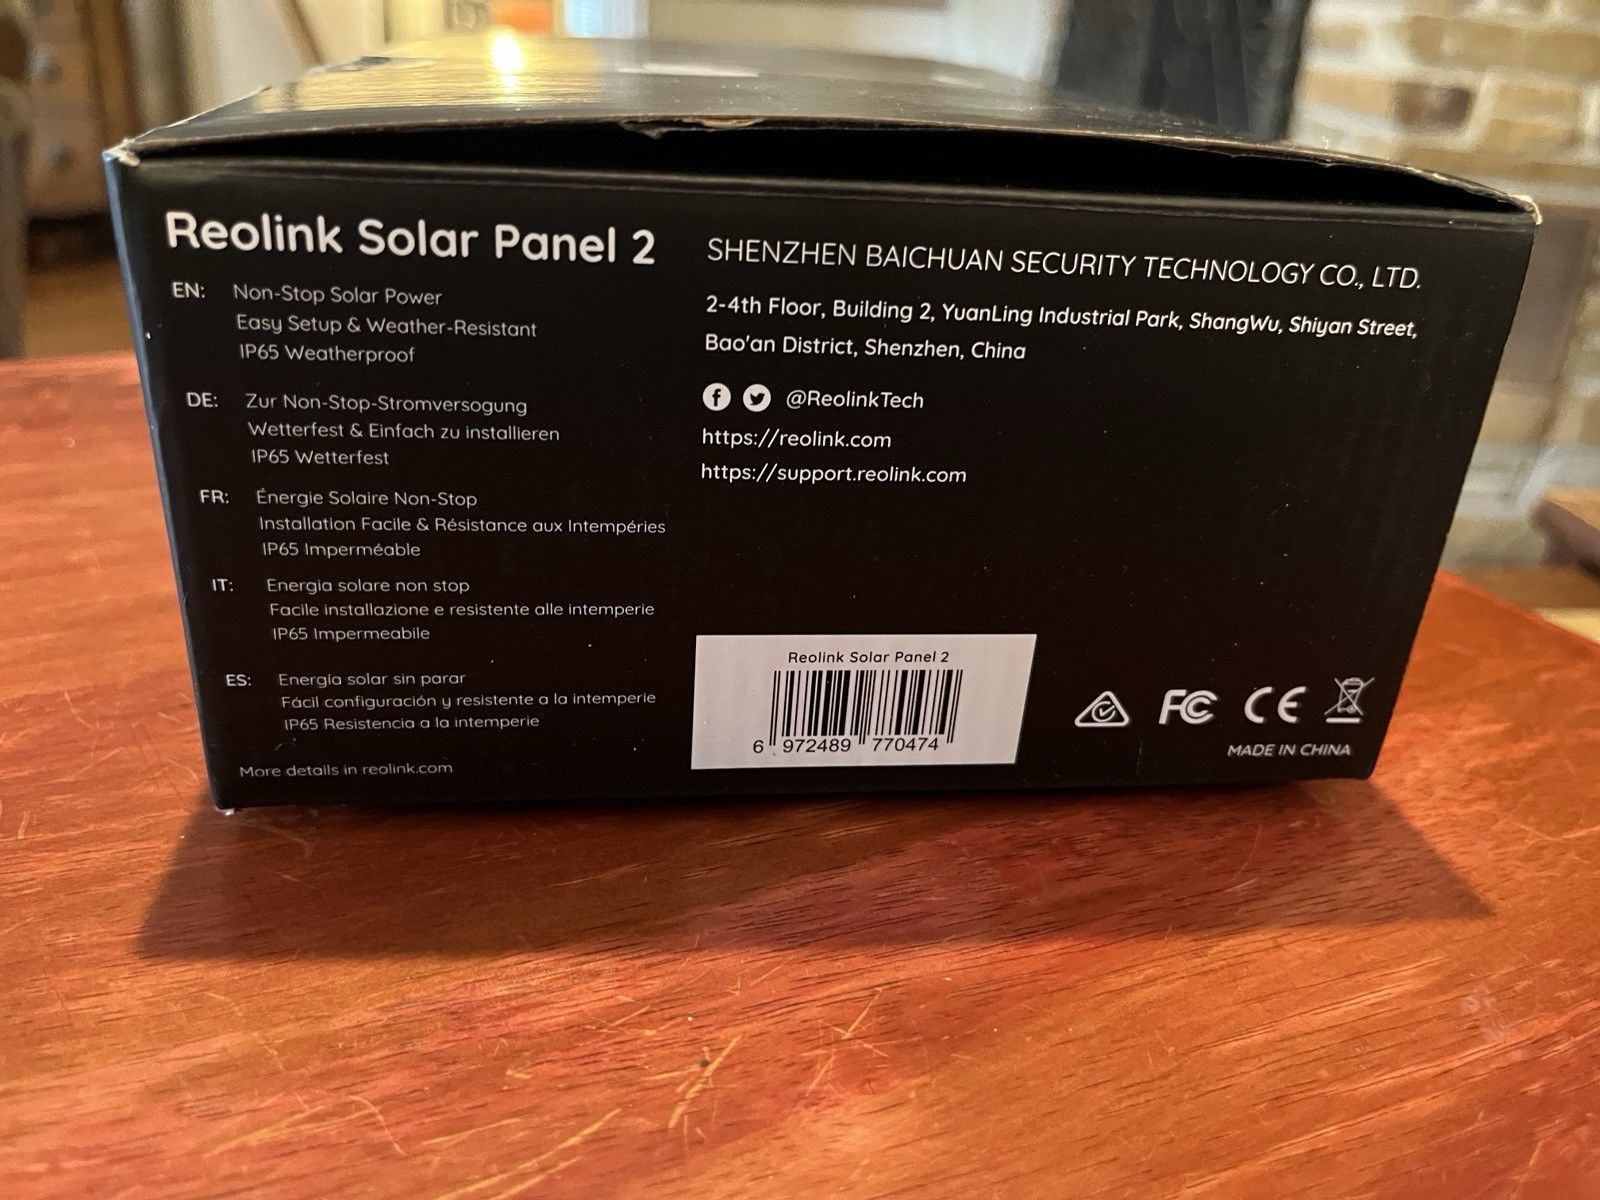 Reolink Solar Panel 2
EN: Non-Stop Solar Power
Easy Setup & Weather-Resistant
IP65 Weatherproof
DE: Zur Non-Stop-Stromversogung
Wetterfest & Einfach zu installieren
IP65 Wetterfest
FR: Énergie Solaire Non-Stop
Installation Facile & Résistance aux Intempéries
IP65 Imperméable
IT: Energia solare non stop
Facile installazione e resistente alle intemperie
IP65 Impermeabile
ES: Energía solar sin parar
Fácil configuración y resistente a la intemperie
IP65 Resistencia a la intemperie
More details in reolink.com
SHENZHEN BAICHUAN SECURITY TECHNOLOGY CO., LTD.
2-4th Floor, Building 2, YuanLing Industrial Park, ShangWu, Shiyan Street,
Bao'an District, Shenzhen, China
@ReolinkTech
https://reolink.com
https://support.reolink.com
Reolink Solar Panel 2
6 972489 770474
FC CE
MADE IN CHINA